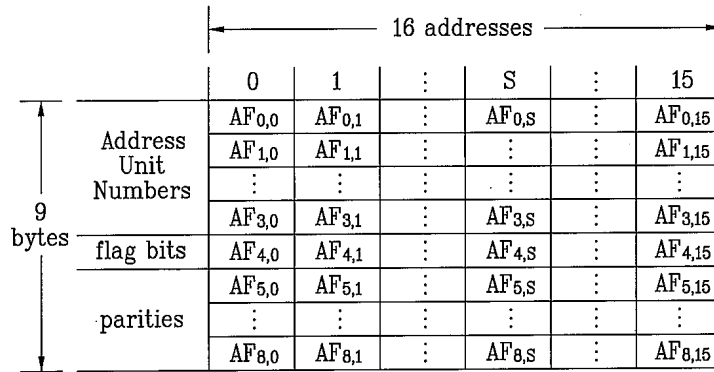 16 addresses
0 1 : S : 15
Address Unit Numbers
AF0,0 AF0,1 : AF0,S : AF0,15
AF1,0 AF1,1 : : : AF1,15
: : : : : :
AF3,0 AF3,1 : AF3,S : AF3,15
9 bytes
flag bits AF4,0 AF4,1 : AF4,S : AF4,15
parities
AF5,0 AF5,1 : AF5,S : AF5,15
: : : : : :
AF8,0 AF8,1 : AF8,S : AF8,15